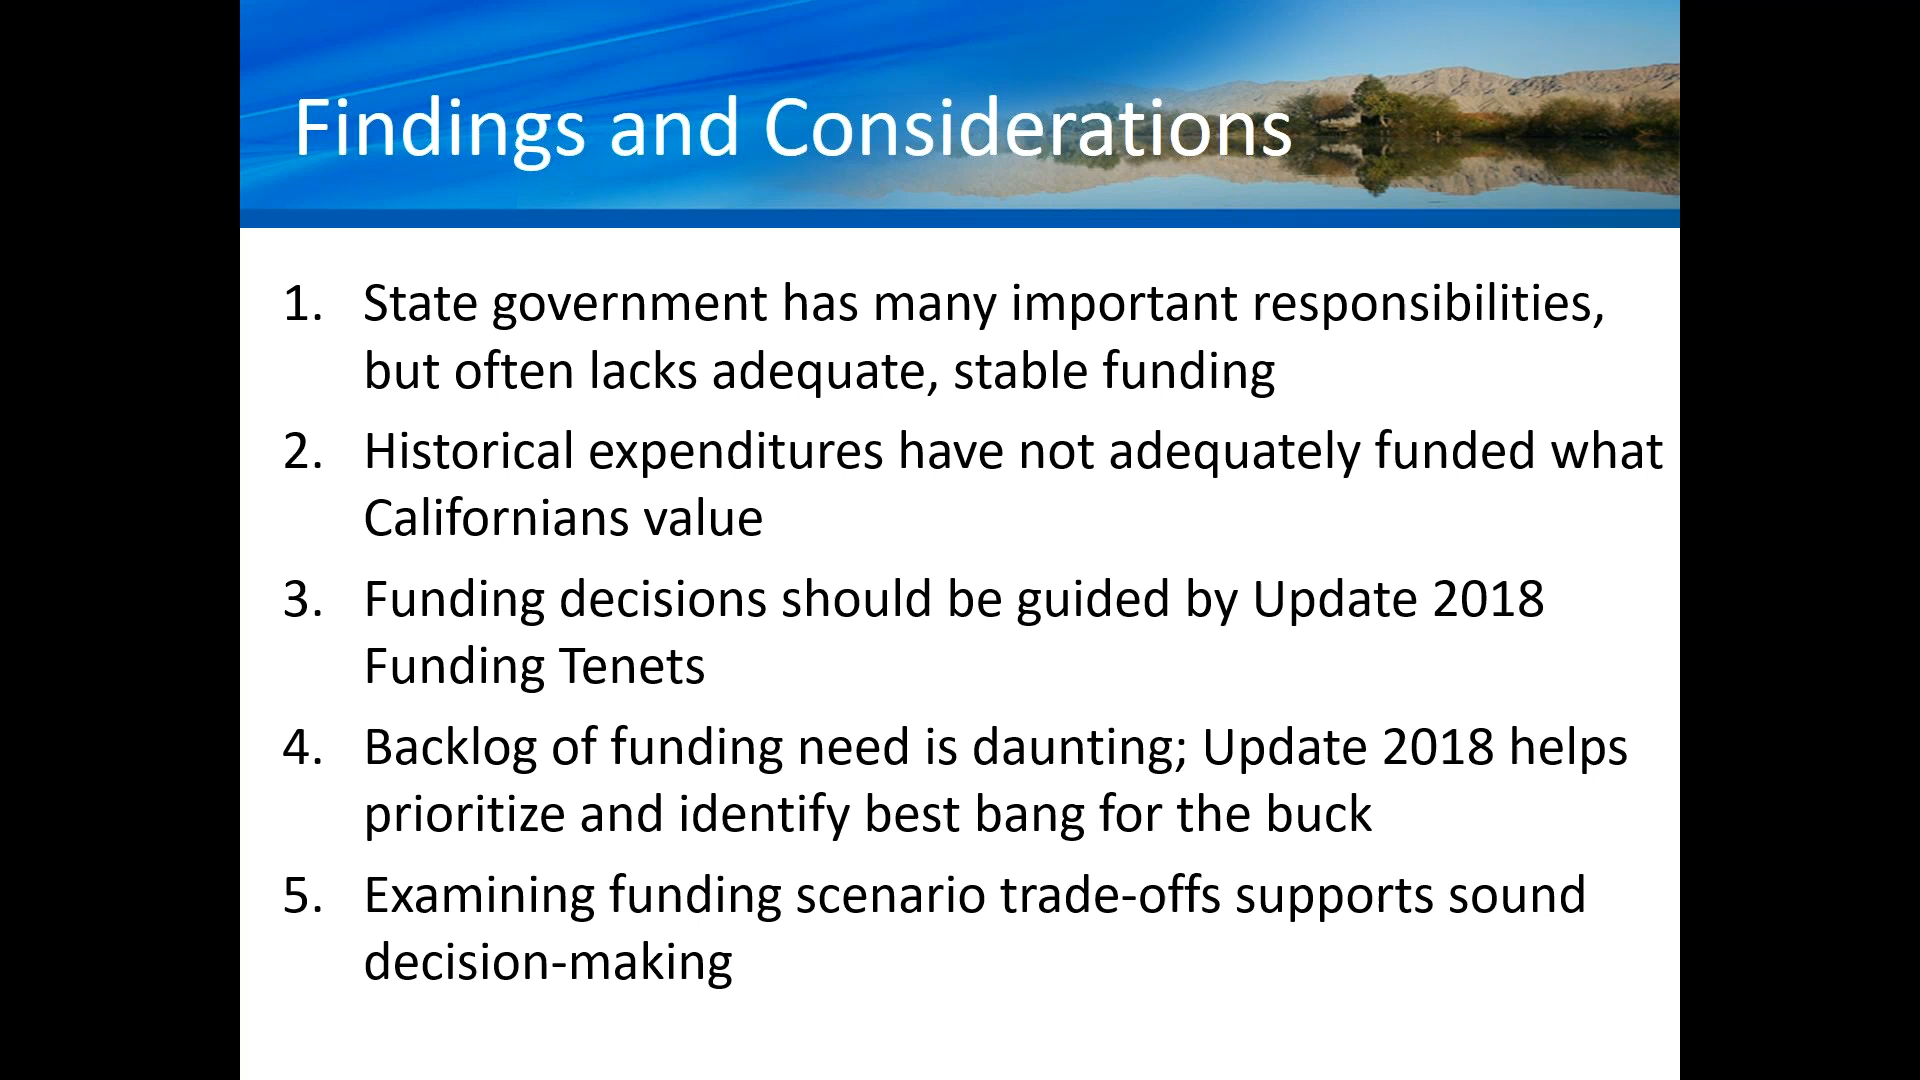 Findings and Considerations
1. State government has many important responsibilities,
but often lacks adequate, stable funding
2. Historical expenditures have not adequately funded what
Californians value
3. Funding decisions should be guided by Update 2018
Funding Tenets
4. Backlog of funding need is daunting; Update 2018 helps
prioritize and identify best bang for the buck
5. Examining funding scenario trade-offs supports sound
decision-making